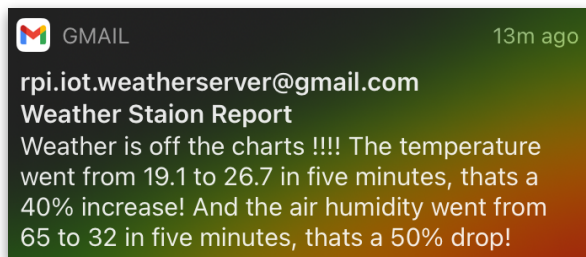 GMAIL 13m ago
rpi.iot.weatherserver@gmail.com
Weather Staion Report
Weather is off the charts !!!! The temperature
went from 19.1 to 26.7 in five minutes, thats a
40% increase! And the air humidity went from
65 to 32 in five minutes, thats a 50% drop!